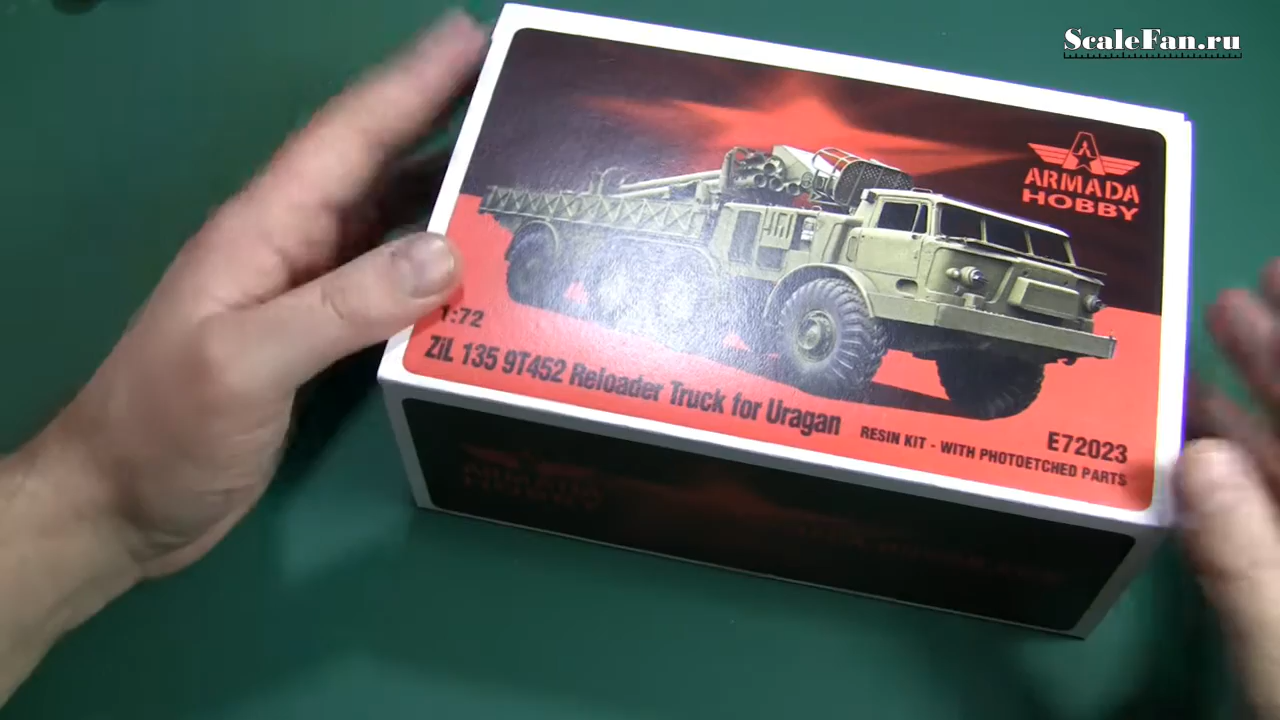 ScaleFan.ru
ARMADA
HOBBY
1:72
ZiL 135 9T452 Reloader Truck for Uragan
RESIN KIT - WITH PHOTOETCHED PARTS
E72023